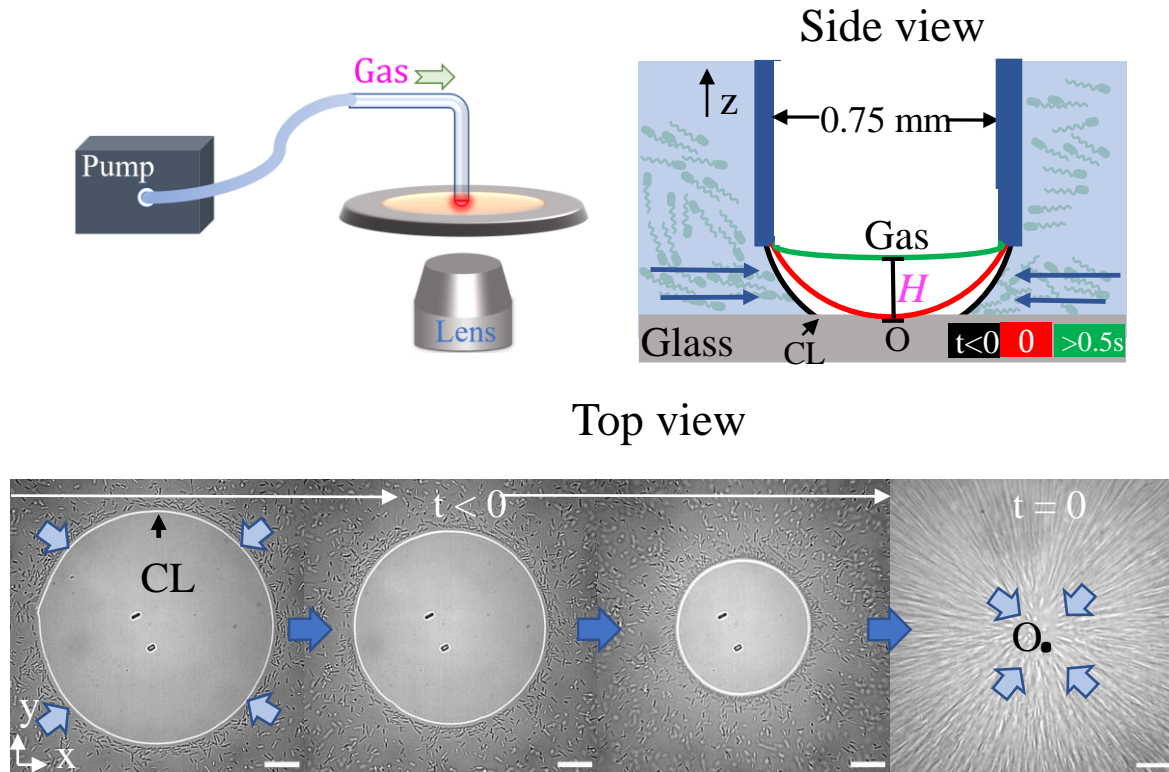 Side view
Gas
Pump
Lens
z
0.75 mm
Gas
H
Glass
CL
O
t<0
0
>0.5s
Top view
t < 0
t = 0
CL
O
y
x